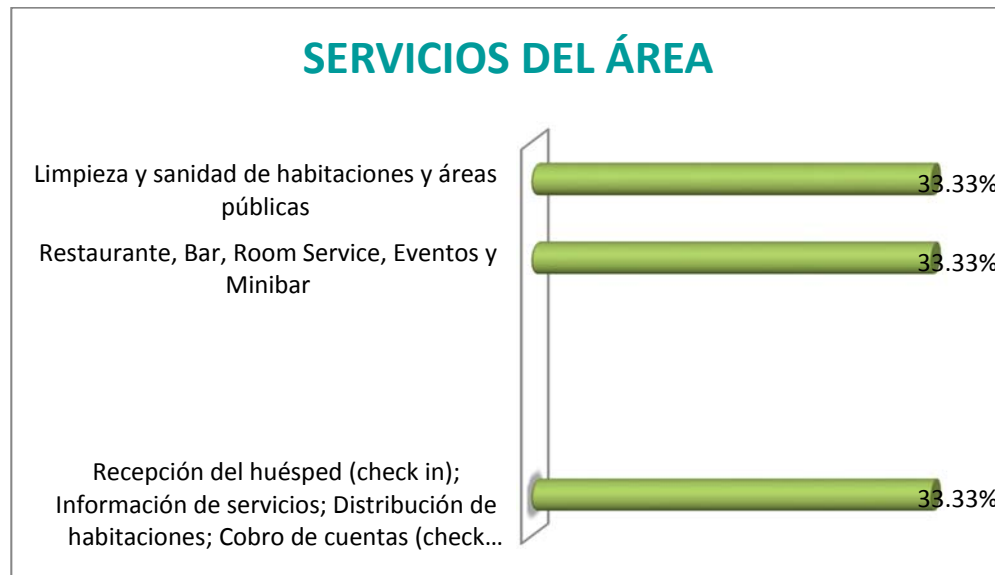 SERVICIOS DEL ÁREA
Limpieza y sanidad de habitaciones y áreas
públicas
33.33%
Restaurante, Bar, Room Service, Eventos y
Minibar
33.33%
Recepción del huésped (check in);
Información de servicios; Distribución de
habitaciones; Cobro de cuentas (check...
33.33%